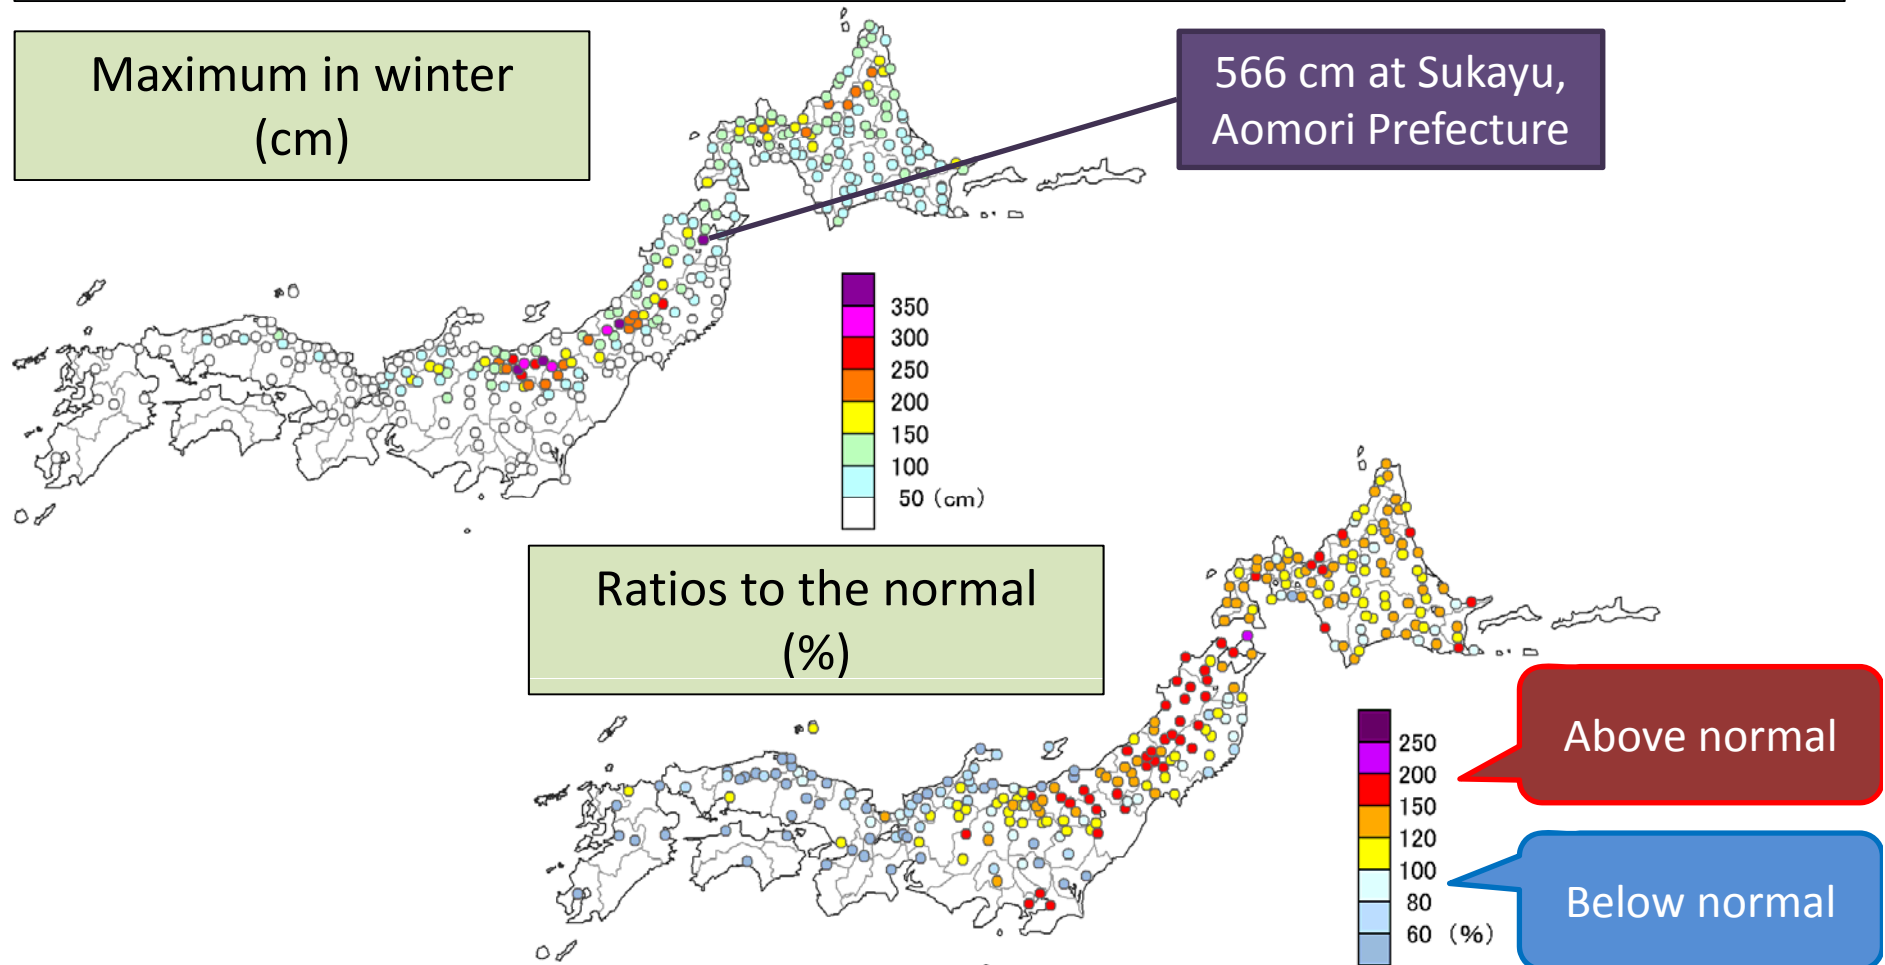 Maximum in winter
(cm)
566 cm at Sukayu,
Aomori Prefecture
350
300
250
200
150
100
50 (cm)
Ratios to the normal
(%)
250
200
150
120
100
80
60 (%)
Above normal
Below normal